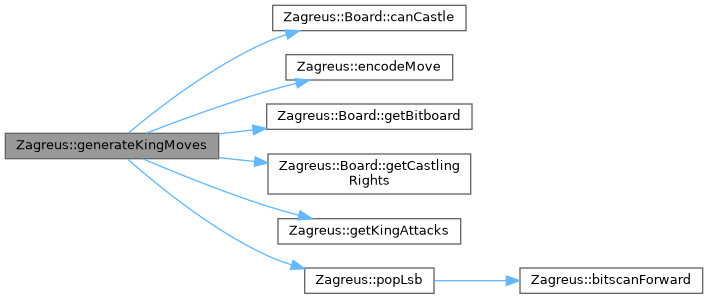 Zagreus::Board::canCastle
Zagreus::encodeMove
Zagreus::Board::getBitboard
Zagreus::generateKingMoves
Zagreus::Board::getCastling
Rights
Zagreus::getKingAttacks
Zagreus::popLsb
Zagreus::bitscanForward